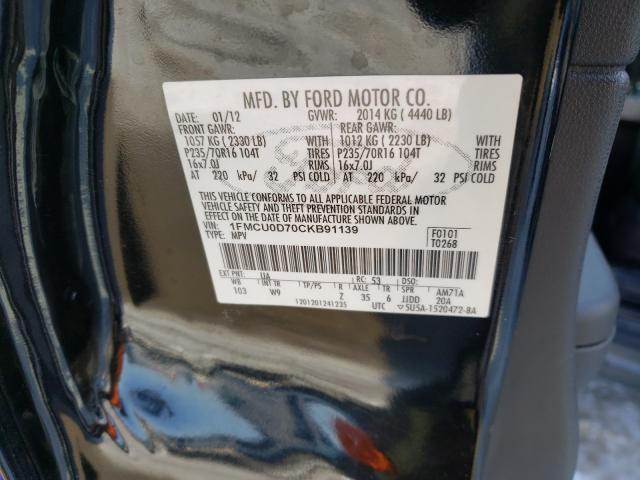 MFD. BY FORD MOTOR CO.
DATE: 01/12 GVWR: 2014 KG ( 4440 LB)
FRONT GAWR: REAR GAWR:
1057 KG ( 2330 LB) WITH 1012 KG ( 2230 LB) WITH
P235/70R16 104T TIRES P235/70R16 104T TIRES
16x7.0J RIMS 16x7.0J RIMS
AT 220 kPa/ 32 PSI COLD AT 220 kPa/ 32 PSI COLD
THIS VEHICLE CONFORMS TO ALL APPLICABLE FEDERAL MOTOR
VEHICLE SAFETY AND THEFT PREVENTION STANDARDS IN
EFFECT ON THE DATE OF MANUFACTURE SHOWN ABOVE.
VIN: 1FMCU0D70CKB91139 F0101
TYPE: MPV T0268
EXT PNT: UA RC: 53 DSO:
WB INT TR TP/PS R AXLE TR SPR AM71A
103 W9 Z 35 6 JJDD 20A
1201201241235 UTC 5U5A-1520472-BA